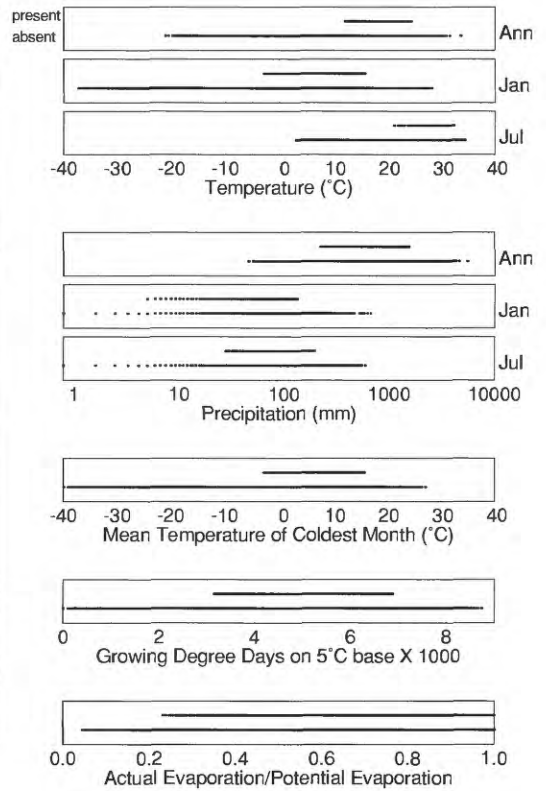 present
absent
Ann
Jan
Jul
-40 -30 -20 -10 0 10 20 30 40
Temperature (˚C)
Ann
Jan
Jul
1 10 100 1000 10000
Precipitation (mm)
-40 -30 -20 -10 0 10 20 30 40
Mean Temperature of Coldest Month (˚C)
0 2 4 6 8
Growing Degree Days on 5˚C base X 1000
0.0 0.2 0.4 0.6 0.8 1.0
Actual Evaporation/Potential Evaporation